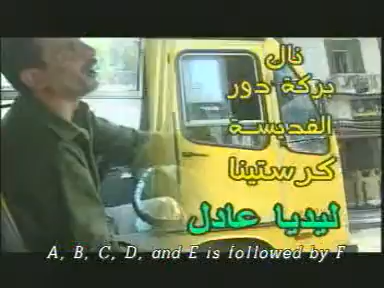 نال
بركة دور
القديسة
كرستينا
ليديا عادل
A, B, C, D, and E is followed by F